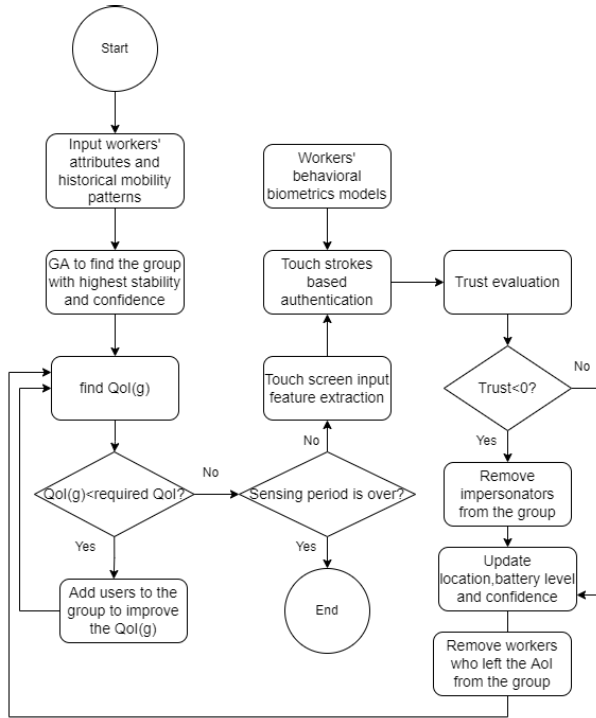 Start
Input workers'
attributes and
historical mobility
patterns
GA to find the group
with highest stability
and confidence
find QoI(g)
QoI(g)<required QoI?
No
Yes
Add users to the
group to improve
the QoI(g)
Workers'
behavioral
biometrics models
Touch strokes
based
authentication
Touch screen input
feature extraction
No
Sensing period is over?
Yes
End
Trust evaluation
Trust<0?
No
Yes
Remove
impersonators
from the group
Update
location,battery level
and confidence
Remove workers
who left the AoI
from the group